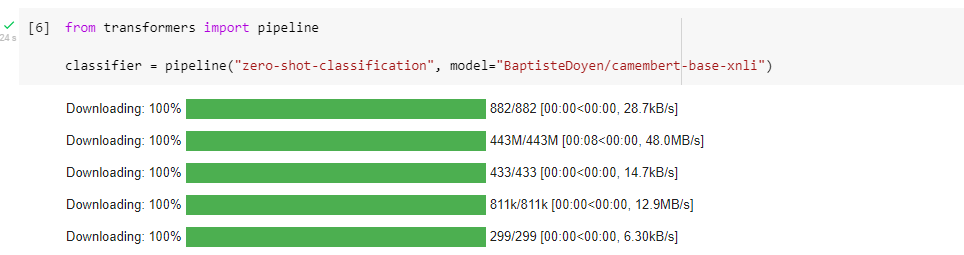 [6] from transformers import pipeline
24 s
classifier = pipeline("zero-shot-classification", model="BaptisteDoyen/camembert-base-xnli")
Downloading: 100% 882/882 [00:00<00:00, 28.7kB/s]
Downloading: 100% 443M/443M [00:08<00:00, 48.0MB/s]
Downloading: 100% 433/433 [00:00<00:00, 14.7kB/s]
Downloading: 100% 811k/811k [00:00<00:00, 12.9MB/s]
Downloading: 100% 299/299 [00:00<00:00, 6.30kB/s]